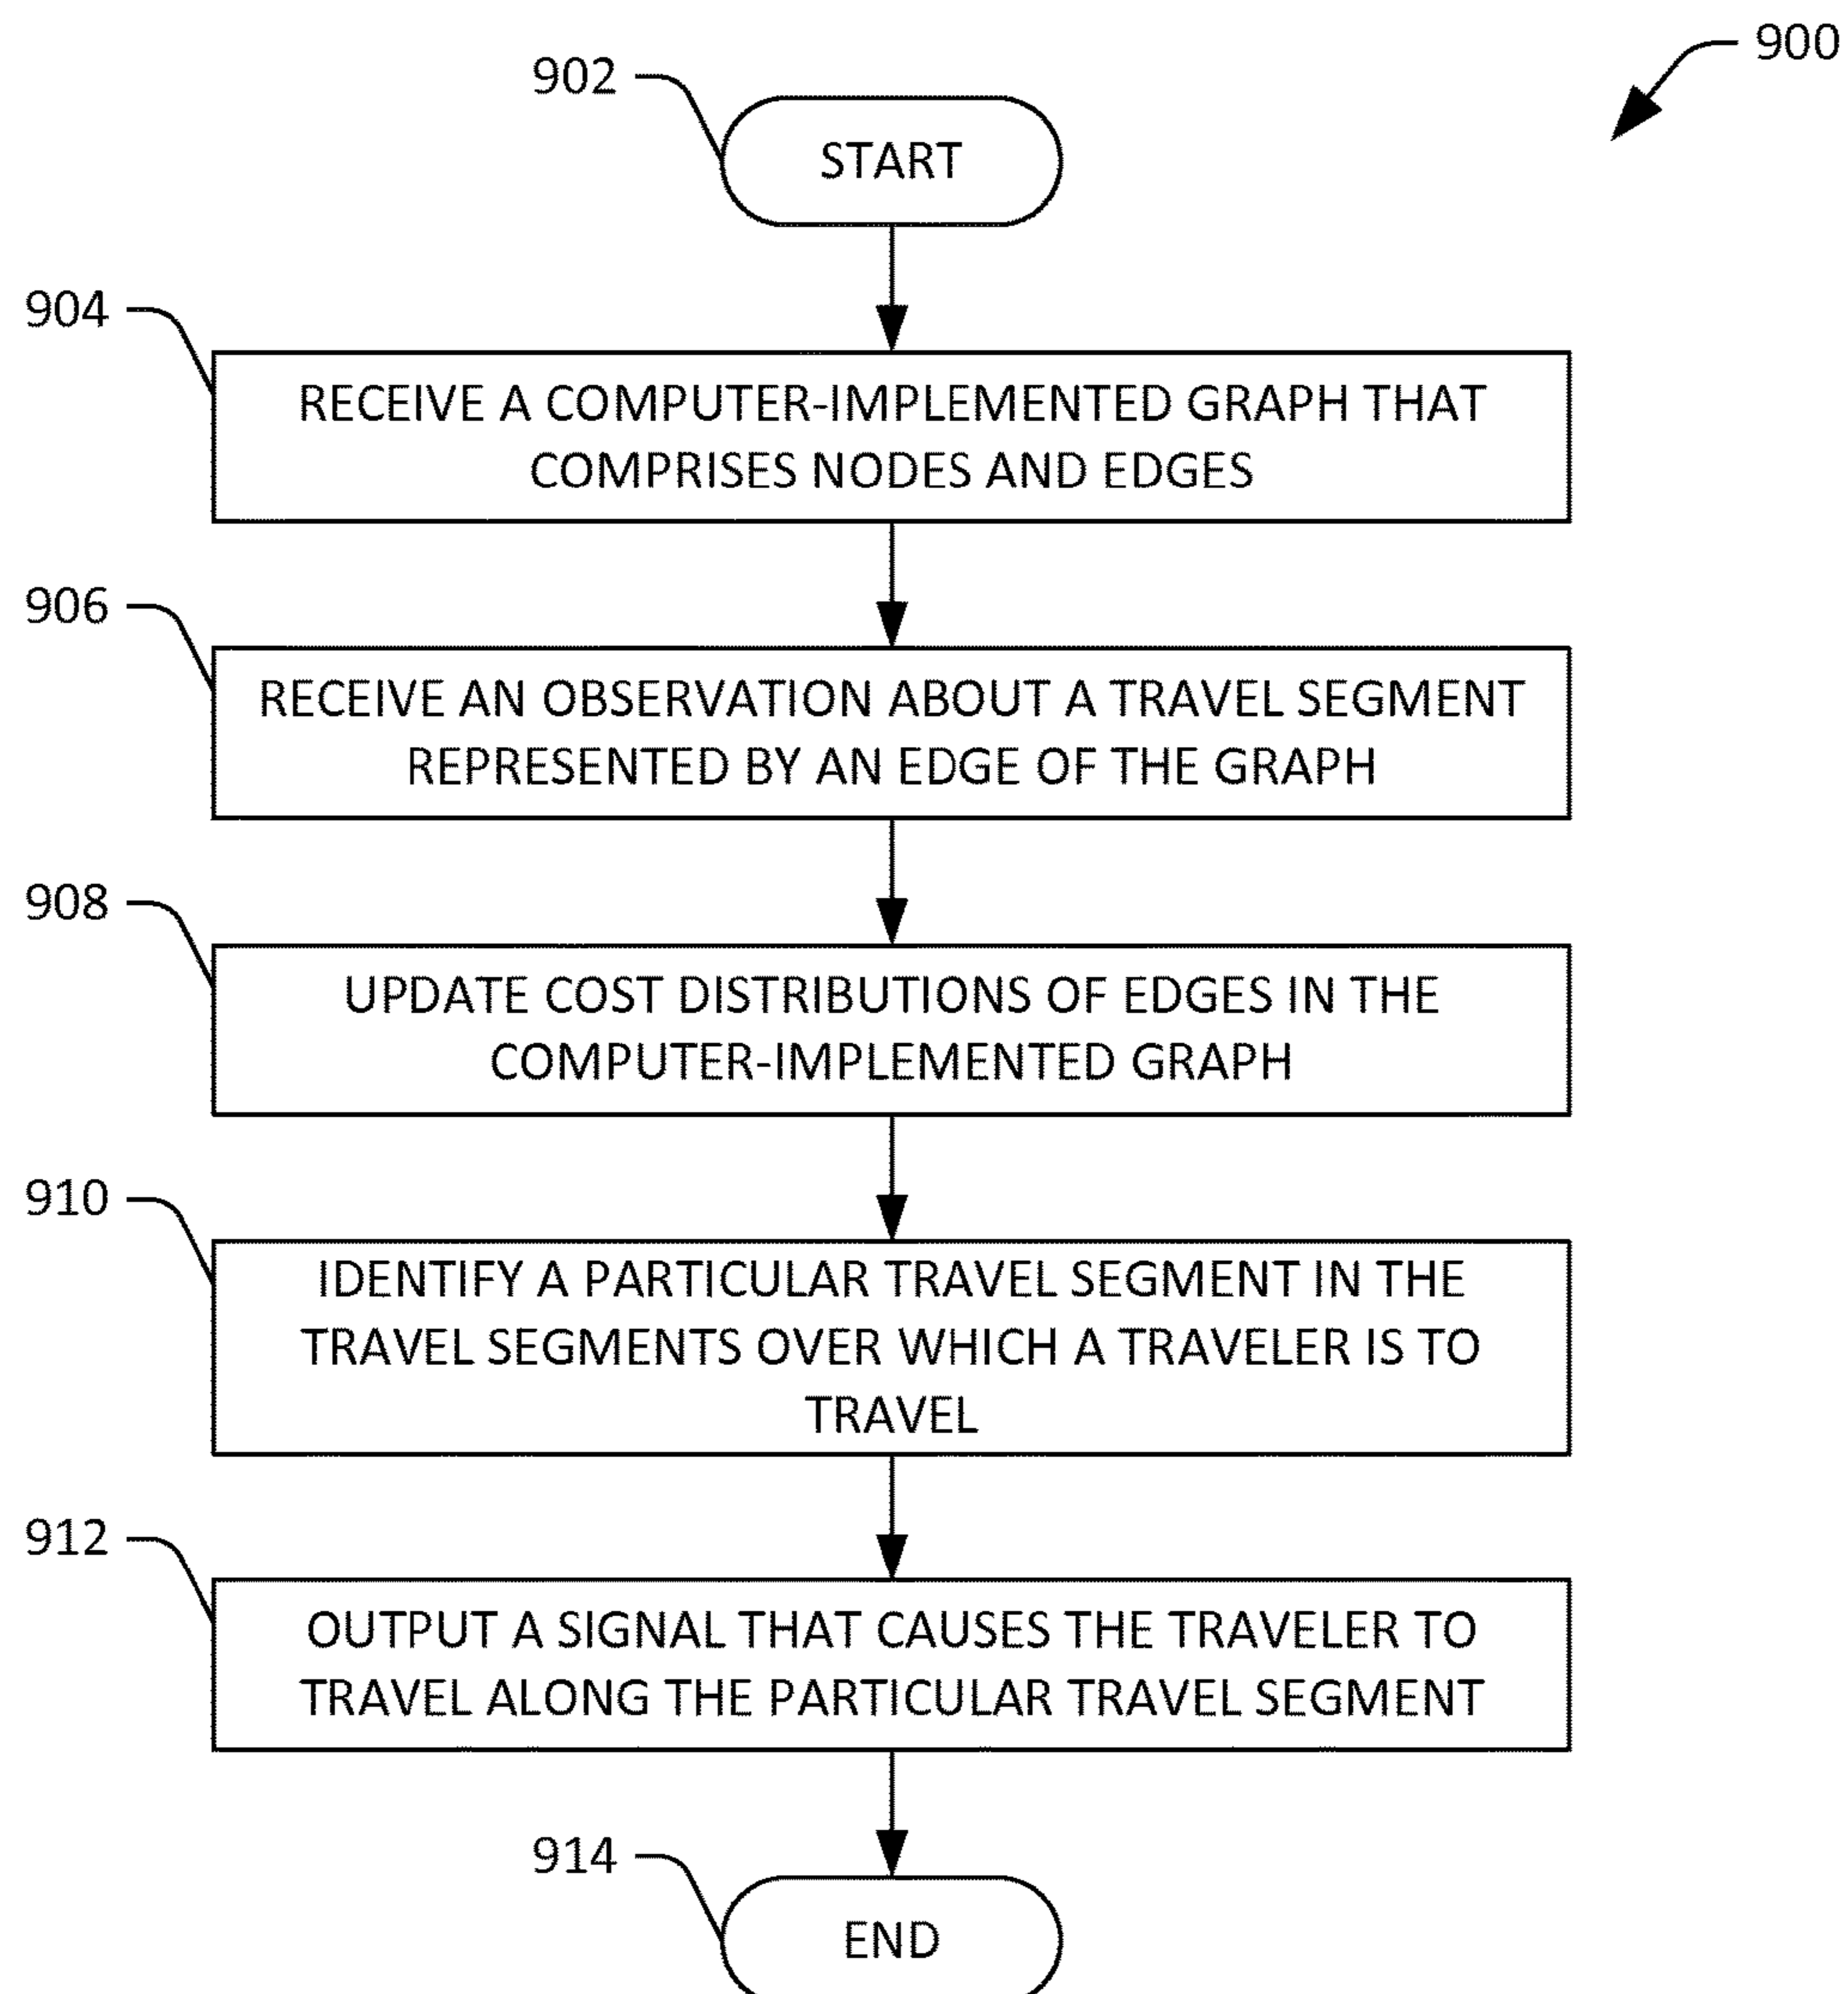 900
902
START
904
RECEIVE A COMPUTER-IMPLEMENTED GRAPH THAT
COMPRISES NODES AND EDGES
906
RECEIVE AN OBSERVATION ABOUT A TRAVEL SEGMENT
REPRESENTED BY AN EDGE OF THE GRAPH
908
UPDATE COST DISTRIBUTIONS OF EDGES IN THE
COMPUTER-IMPLEMENTED GRAPH
910
IDENTIFY A PARTICULAR TRAVEL SEGMENT IN THE
TRAVEL SEGMENTS OVER WHICH A TRAVELER IS TO
TRAVEL
912
OUTPUT A SIGNAL THAT CAUSES THE TRAVELER TO
TRAVEL ALONG THE PARTICULAR TRAVEL SEGMENT
914
END